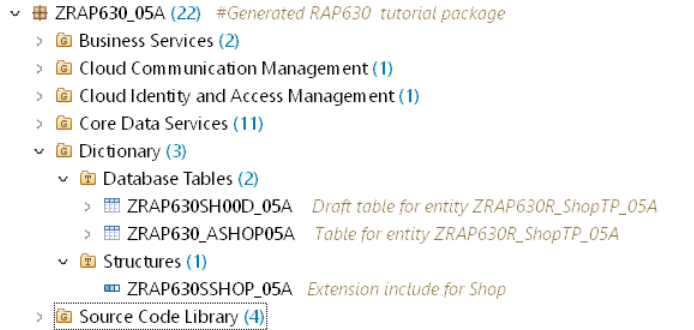 ZRAP630_05A (22) #Generated RAP630 tutorial package
Business Services (2)
Cloud Communication Management (1)
Cloud Identity and Access Management (1)
Core Data Services (11)
Dictionary (3)
Database Tables (2)
ZRAP630SH00D_05A Draft table for entity ZRAP630R_ShopTP_05A
ZRAP630_ASHOP05A Table for entity ZRAP630R_ShopTP_05A
Structures (1)
ZRAP630SSHOP_05A Extension include for Shop
Source Code Library (4)